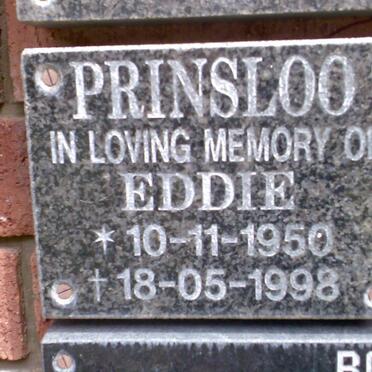 PRINSLOO
IN LOVING MEMORY OF
EDDIE
* 10-11-1950
† 18-05-1998